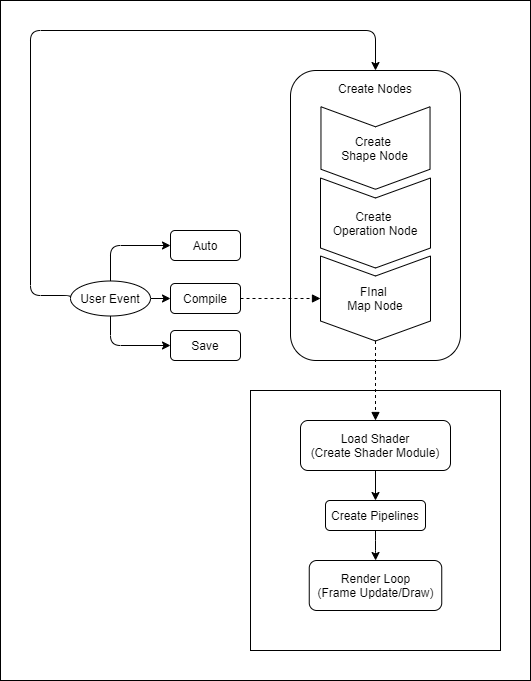 Create Nodes
Create
Shape Node
Create
Operation Node
Auto
User Event
Compile
FInal
Map Node
Save
Load Shader
(Create Shader Module)
Create Pipelines
Render Loop
(Frame Update/Draw)